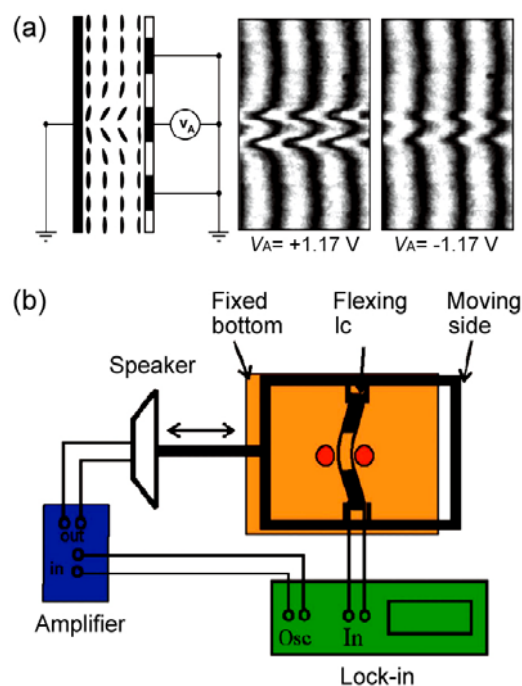 (a)
VA
VA= +1.17 V
VA= -1.17 V
(b)
Fixed bottom
Flexing lc
Moving side
Speaker
out
in
Amplifier
Osc
In
Lock-in